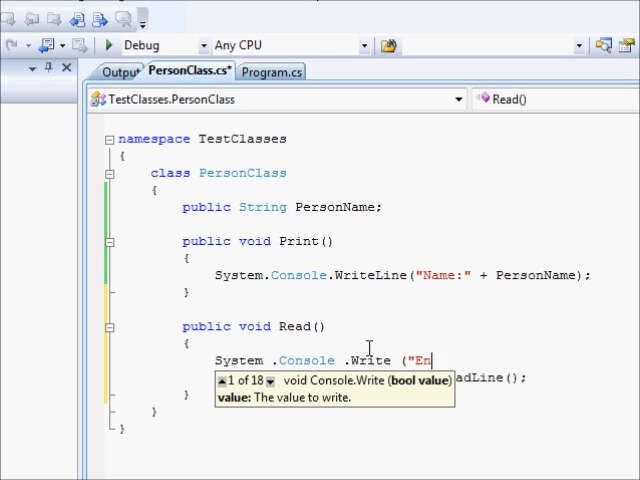 Debug Any CPU
Output PersonClass.cs* Program.cs
TestClasses.PersonClass Read()
namespace TestClasses
{
class PersonClass
{
public String PersonName;
public void Print()
{
System.Console.WriteLine("Name:" + PersonName);
}
public void Read()
{
System .Console .Write ("En
1 of 18 void Console.Write (bool value)
adLine();
value: The value to write.
}
}
}